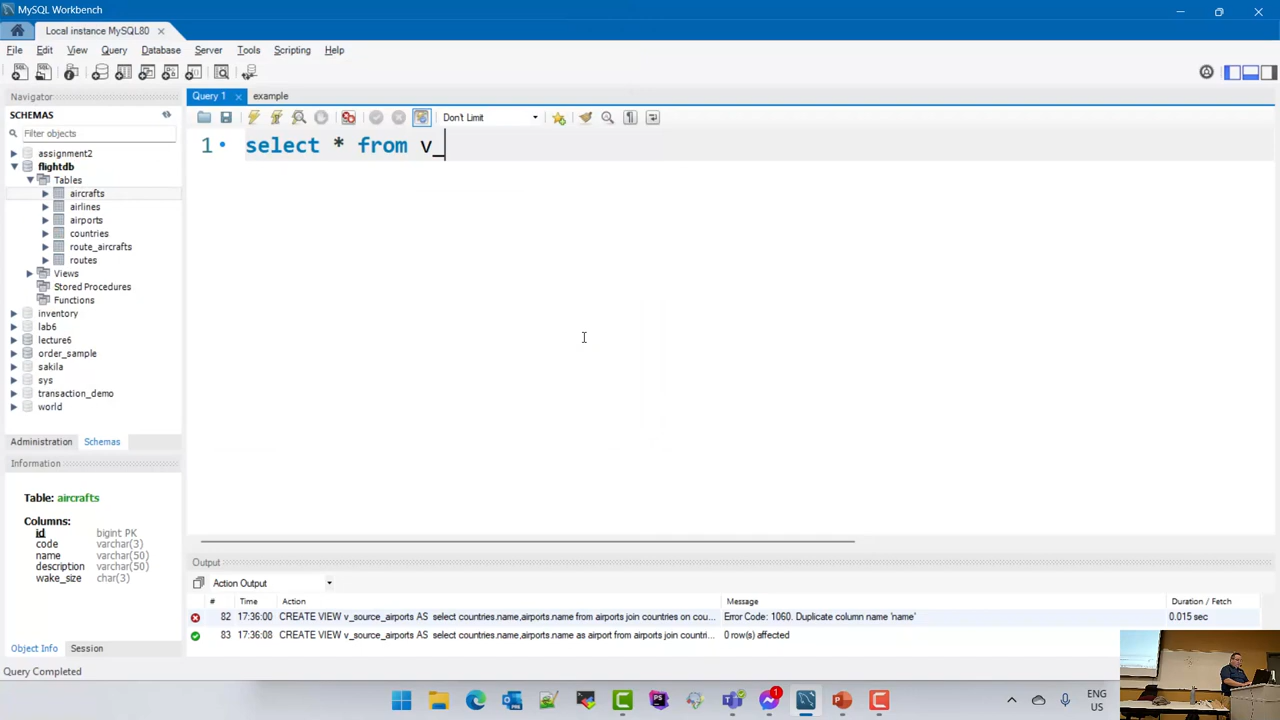 MySQL Workbench
Local instance MySQL80
File Edit View Query Database Server Tools Scripting Help
Navigator
SCHEMAS
Filter objects
assignment2
flightdb
Tables
aircrafts
airlines
airports
countries
route_aircrafts
routes
Views
Stored Procedures
Functions
inventory
lab6
lecture6
order_sample
sakila
sys
transaction_demo
world
Administration Schemas
Information
Table: aircrafts
Columns:
id bigint PK
code varchar(3)
name varchar(50)
description varchar(50)
wake_size char(3)
Object Info Session
Query Completed
Query 1 example
Don't Limit
1 select * from v_
Output
Action Output
# Time Action Message Duration / Fetch
82 17:36:00 CREATE VIEW v_source_airports AS select countries.name,airports.name from airports join countries on cou... Error Code: 1060. Duplicate column name 'name' 0.015 sec
83 17:36:08 CREATE VIEW v_source_airports AS select countries.name,airports.name as airport from airports join countri... 0 row(s) affected
ENG
US